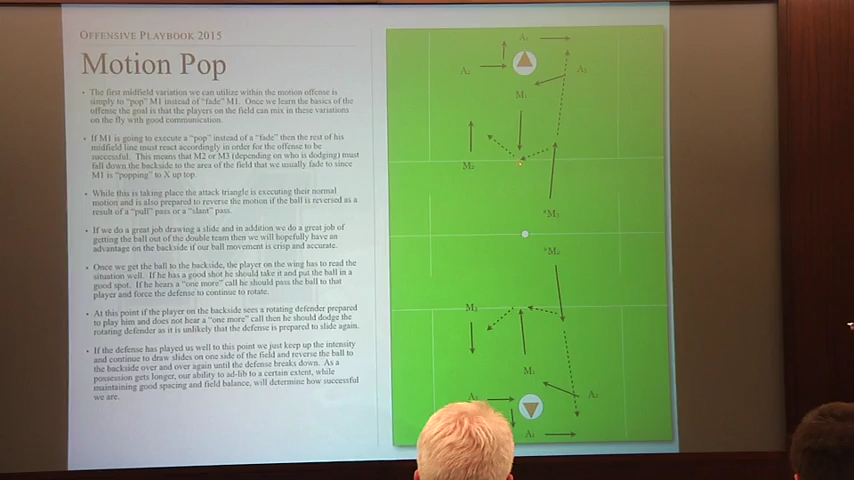 OFFENSIVE PLAYBOOK 2015
Motion Pop
• The first midfield variation we can utilize within the motion offense is
simply to "pop" M1 instead of "fade" M1. Once we learn the basics of the
offense the goal is that the players on the field can mix in these variations
on the fly with good communication.
• If M1 is going to execute a "pop" instead of a "fade" then the rest of his
midfield line must react accordingly in order for the offense to be
successful. This means that M2 or M3 (depending on who is dodging) must
fall down the backside to the area of the field that we usually fade to since
M1 is "popping" to X up top.
• While this is taking place the attack triangle is executing their normal
motion and is also prepared to reverse the motion if the ball is reversed as a
result of a "pull" pass or a "slant" pass.
• If we do a great job drawing a slide and in addition we do a great job of
getting the ball out of the double team then we will hopefully have an
advantage on the backside if our ball movement is crisp and accurate.
• Once we get the ball to the backside, the player on the wing has to read the
situation well. If he has a good shot he should take it and put the ball in a
good spot. If he hears a "one more" call he should pass the ball to that
player and force the defense to continue to rotate.
• At this point if the player on the backside sees a rotating defender prepared
to play him and does not hear a "one more" call then he should dodge the
rotating defender as it is unlikely that the defense is prepared to slide again.
• If the defense has played us well to this point we just keep up the intensity
and continue to draw slides on one side of the field and reverse the ball to
the backside over and over again until the defense breaks down. As a
possession gets longer, our ability to ad-lib to a certain extent, while
maintaining good spacing and field balance, will determine how successful
we are.